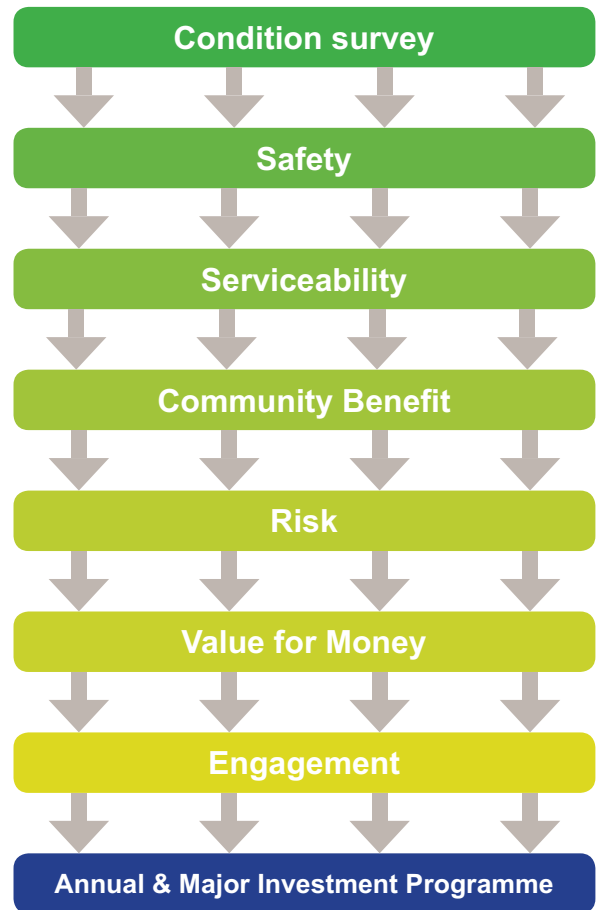 Condition survey
Safety
Serviceability
Community Benefit
Risk
Value for Money
Engagement
Annual & Major Investment Programme